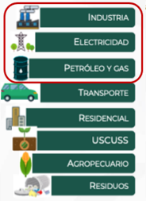 INDUSTRIA
ELECTRICIDAD
PETRÓLEO Y GAS
TRANSPORTE
RESIDENCIAL
USCUSS
AGROPECUARIO
RESIDUOS